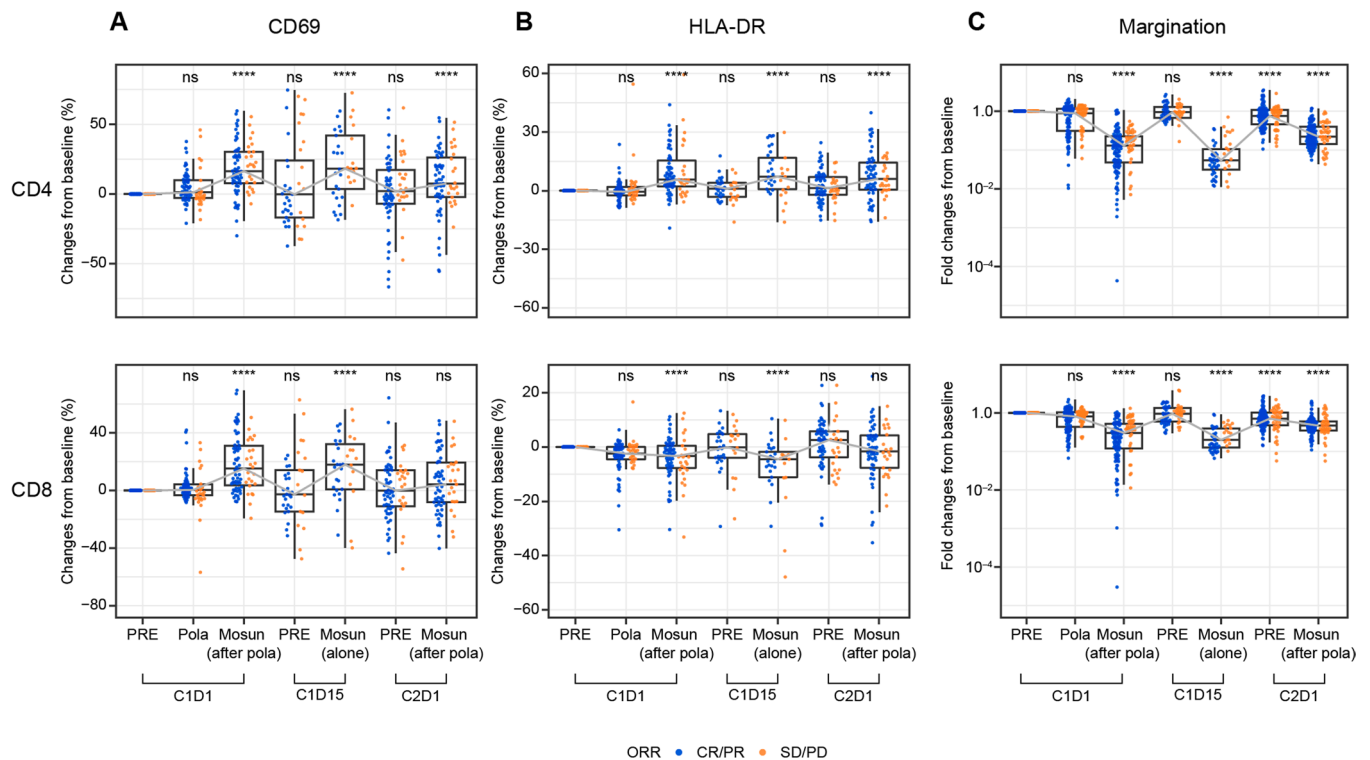 A CD69
B HLA-DR
C Margination
CD4
Changes from baseline (%)
50
0
−50
ns **** ns **** ns ****
Changes from baseline (%)
60
30
0
−30
−60
ns **** ns **** ns ****
Fold changes from baseline
1.0
10−2
10−4
ns **** ns **** **** ****
CD8
Changes from baseline (%)
40
0
−40
−80
ns **** ns **** ns ns
Changes from baseline (%)
20
0
−20
−40
−60
ns **** ns **** ns ns
Fold changes from baseline
1.0
10−2
10−4
ns **** ns **** **** ****
PRE Pola Mosun PRE Mosun PRE Mosun
(after pola) (alone) (after pola)
C1D1 C1D15 C2D1
PRE Pola Mosun PRE Mosun PRE Mosun
(after pola) (alone) (after pola)
C1D1 C1D15 C2D1
PRE Pola Mosun PRE Mosun PRE Mosun
(after pola) (alone) (after pola)
C1D1 C1D15 C2D1
ORR CR/PR SD/PD